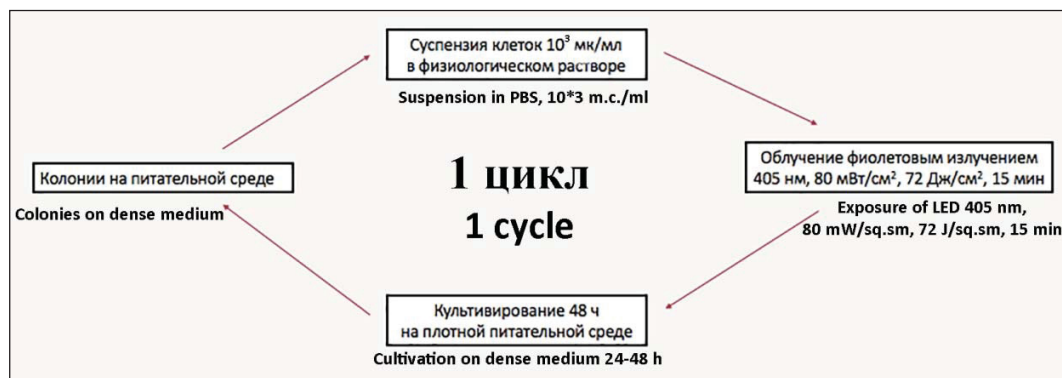 Суспензия клеток 10³ мк/мл
в физиологическом растворе
Suspension in PBS, 10*3 m.c./ml
Облучение фиолетовым излучением
405 нм, 80 мВт/см², 72 Дж/см², 15 мин
Exposure of LED 405 nm,
80 mW/sq.sm, 72 J/sq.sm, 15 min
1 цикл
1 cycle
Колонии на питательной среде
Colonies on dense medium
Культивирование 48 ч
на плотной питательной среде
Cultivation on dense medium 24-48 h